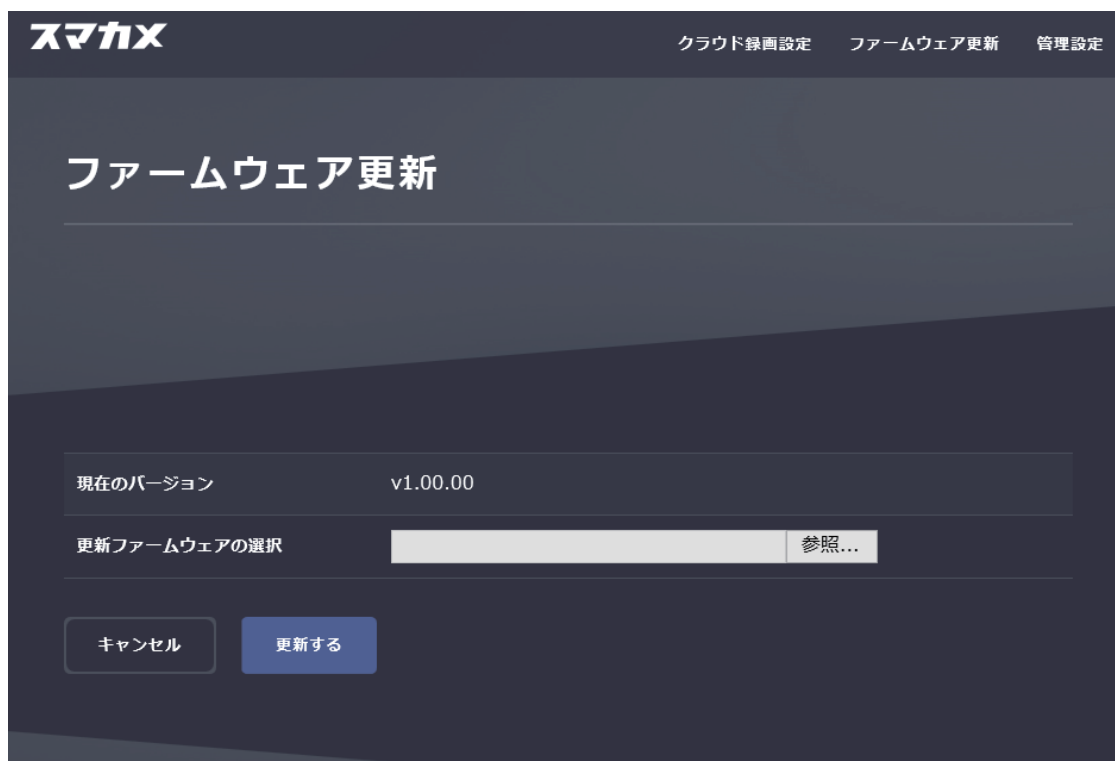 スマカメ
クラウド録画設定 ファームウェア更新 管理設定
ファームウェア更新
現在のバージョン v1.00.00
更新ファームウェアの選択 参照...
キャンセル 更新する